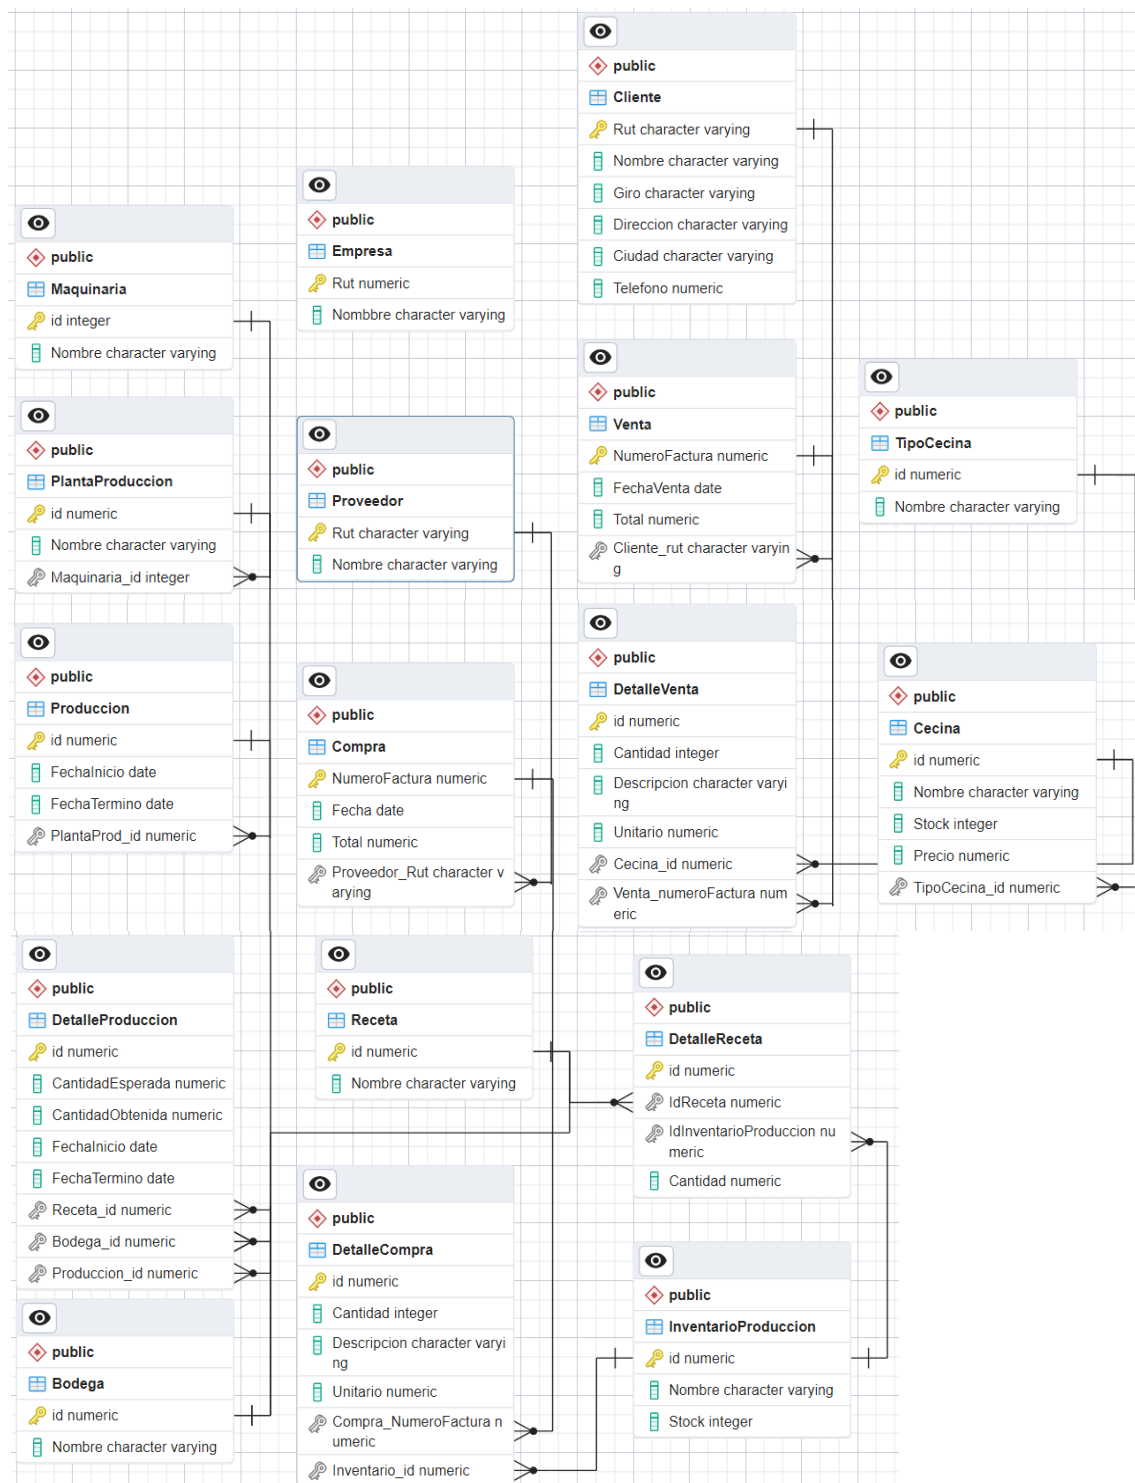 public
Cliente
Rut character varying
Nombre character varying
Giro character varying
Direccion character varying
Ciudad character varying
Telefono numeric
public
Empresa
Rut numeric
Nombbre character varying
public
Maquinaria
id integer
Nombre character varying
public
PlantaProduccion
id numeric
Nombre character varying
Maquinaria_id integer
public
Proveedor
Rut character varying
Nombre character varying
public
Venta
NumeroFactura numeric
FechaVenta date
Total numeric
Cliente_rut character varyin
g
public
TipoCecina
id numeric
Nombre character varying
public
Produccion
id numeric
FechaInicio date
FechaTermino date
PlantaProd_id numeric
public
Compra
NumeroFactura numeric
Fecha date
Total numeric
Proveedor_Rut character v
arying
public
DetalleVenta
id numeric
Cantidad integer
Descripcion character varyi
ng
Unitario numeric
Cecina_id numeric
Venta_numeroFactura num
eric
public
Cecina
id numeric
Nombre character varying
Stock integer
Precio numeric
TipoCecina_id numeric
public
DetalleProduccion
id numeric
CantidadEsperada numeric
CantidadObtenida numeric
FechaInicio date
FechaTermino date
Receta_id numeric
Bodega_id numeric
Produccion_id numeric
public
Receta
id numeric
Nombre character varying
public
DetalleReceta
id numeric
IdReceta numeric
IdInventarioProduccion nu
meric
Cantidad numeric
public
DetalleCompra
id numeric
Cantidad integer
Descripcion character varyi
ng
Unitario numeric
Compra_NumeroFactura n
umeric
Inventario_id numeric
public
InventarioProduccion
id numeric
Nombre character varying
Stock integer
public
Bodega
id numeric
Nombre character varying